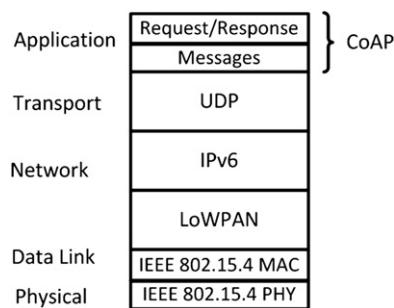 Application
Request/Response
Messages
CoAP
Transport
UDP
Network
IPv6
LoWPAN
Data Link
IEEE 802.15.4 MAC
Physical
IEEE 802.15.4 PHY